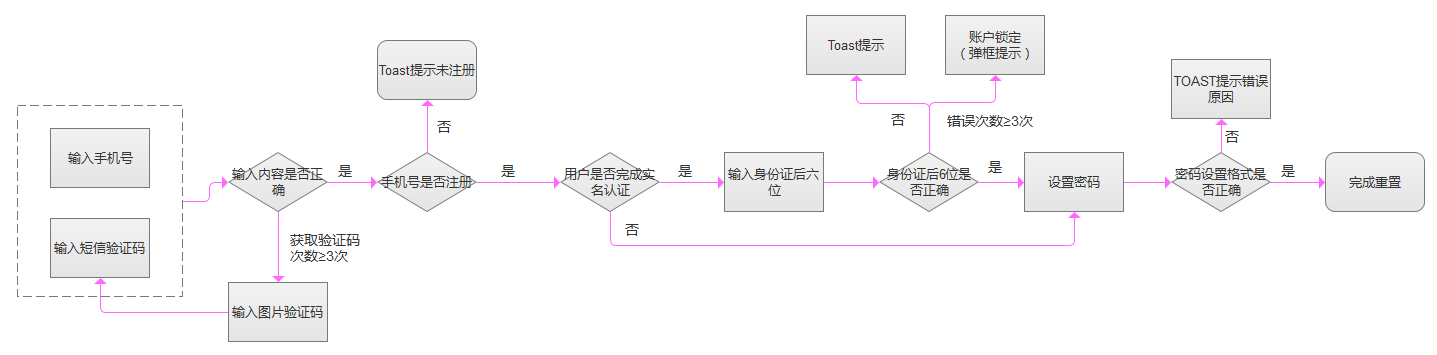 输入手机号
输入短信验证码
输入内容是否正
确
是
获取验证码
次数≥3次
输入图片验证码
Toast提示未注册
否
手机号是否注册
是
用户是否完成实
名认证
是
否
输入身份证后六
位
Toast提示
账户锁定
（弹框提示）
否
错误次数≥3次
身份证后6位是
否正确
是
设置密码
TOAST提示错误
原因
否
密码设置格式是
否正确
是
完成重置